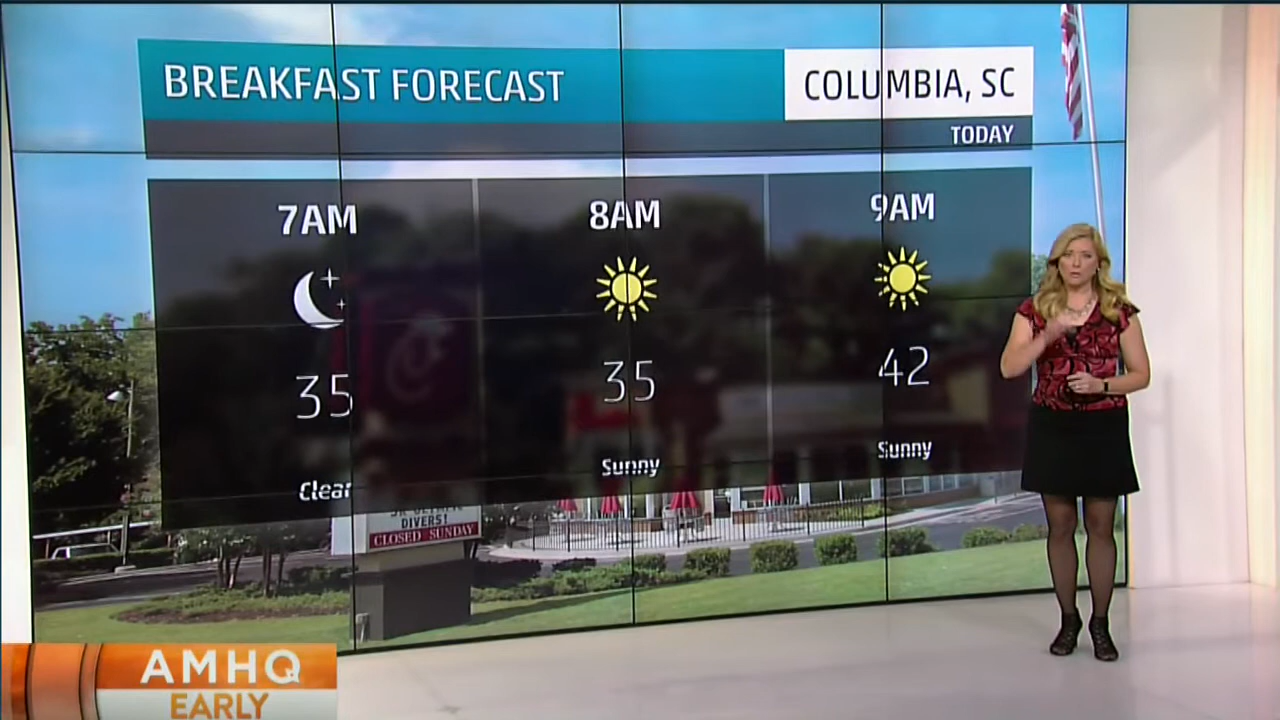 BREAKFAST FORECAST
COLUMBIA, SC
TODAY
7AM
8AM
9AM
35
35
42
Clear
Sunny
Sunny
DIVERS!
CLOSED SUNDAY
AMHQ
EARLY